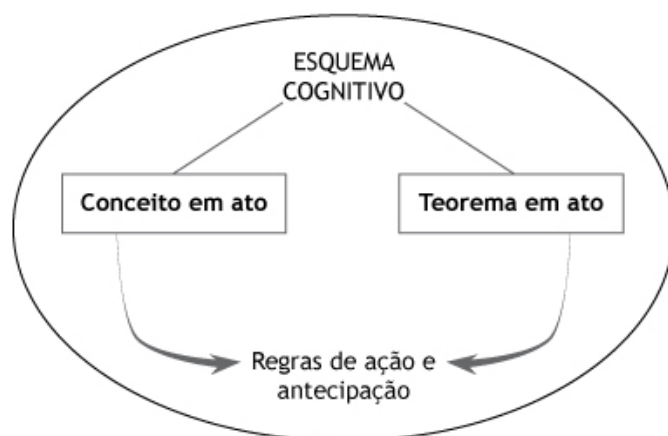 ESQUEMA
COGNITIVO
Conceito em ato
Teorema em ato
Regras de ação e
antecipação